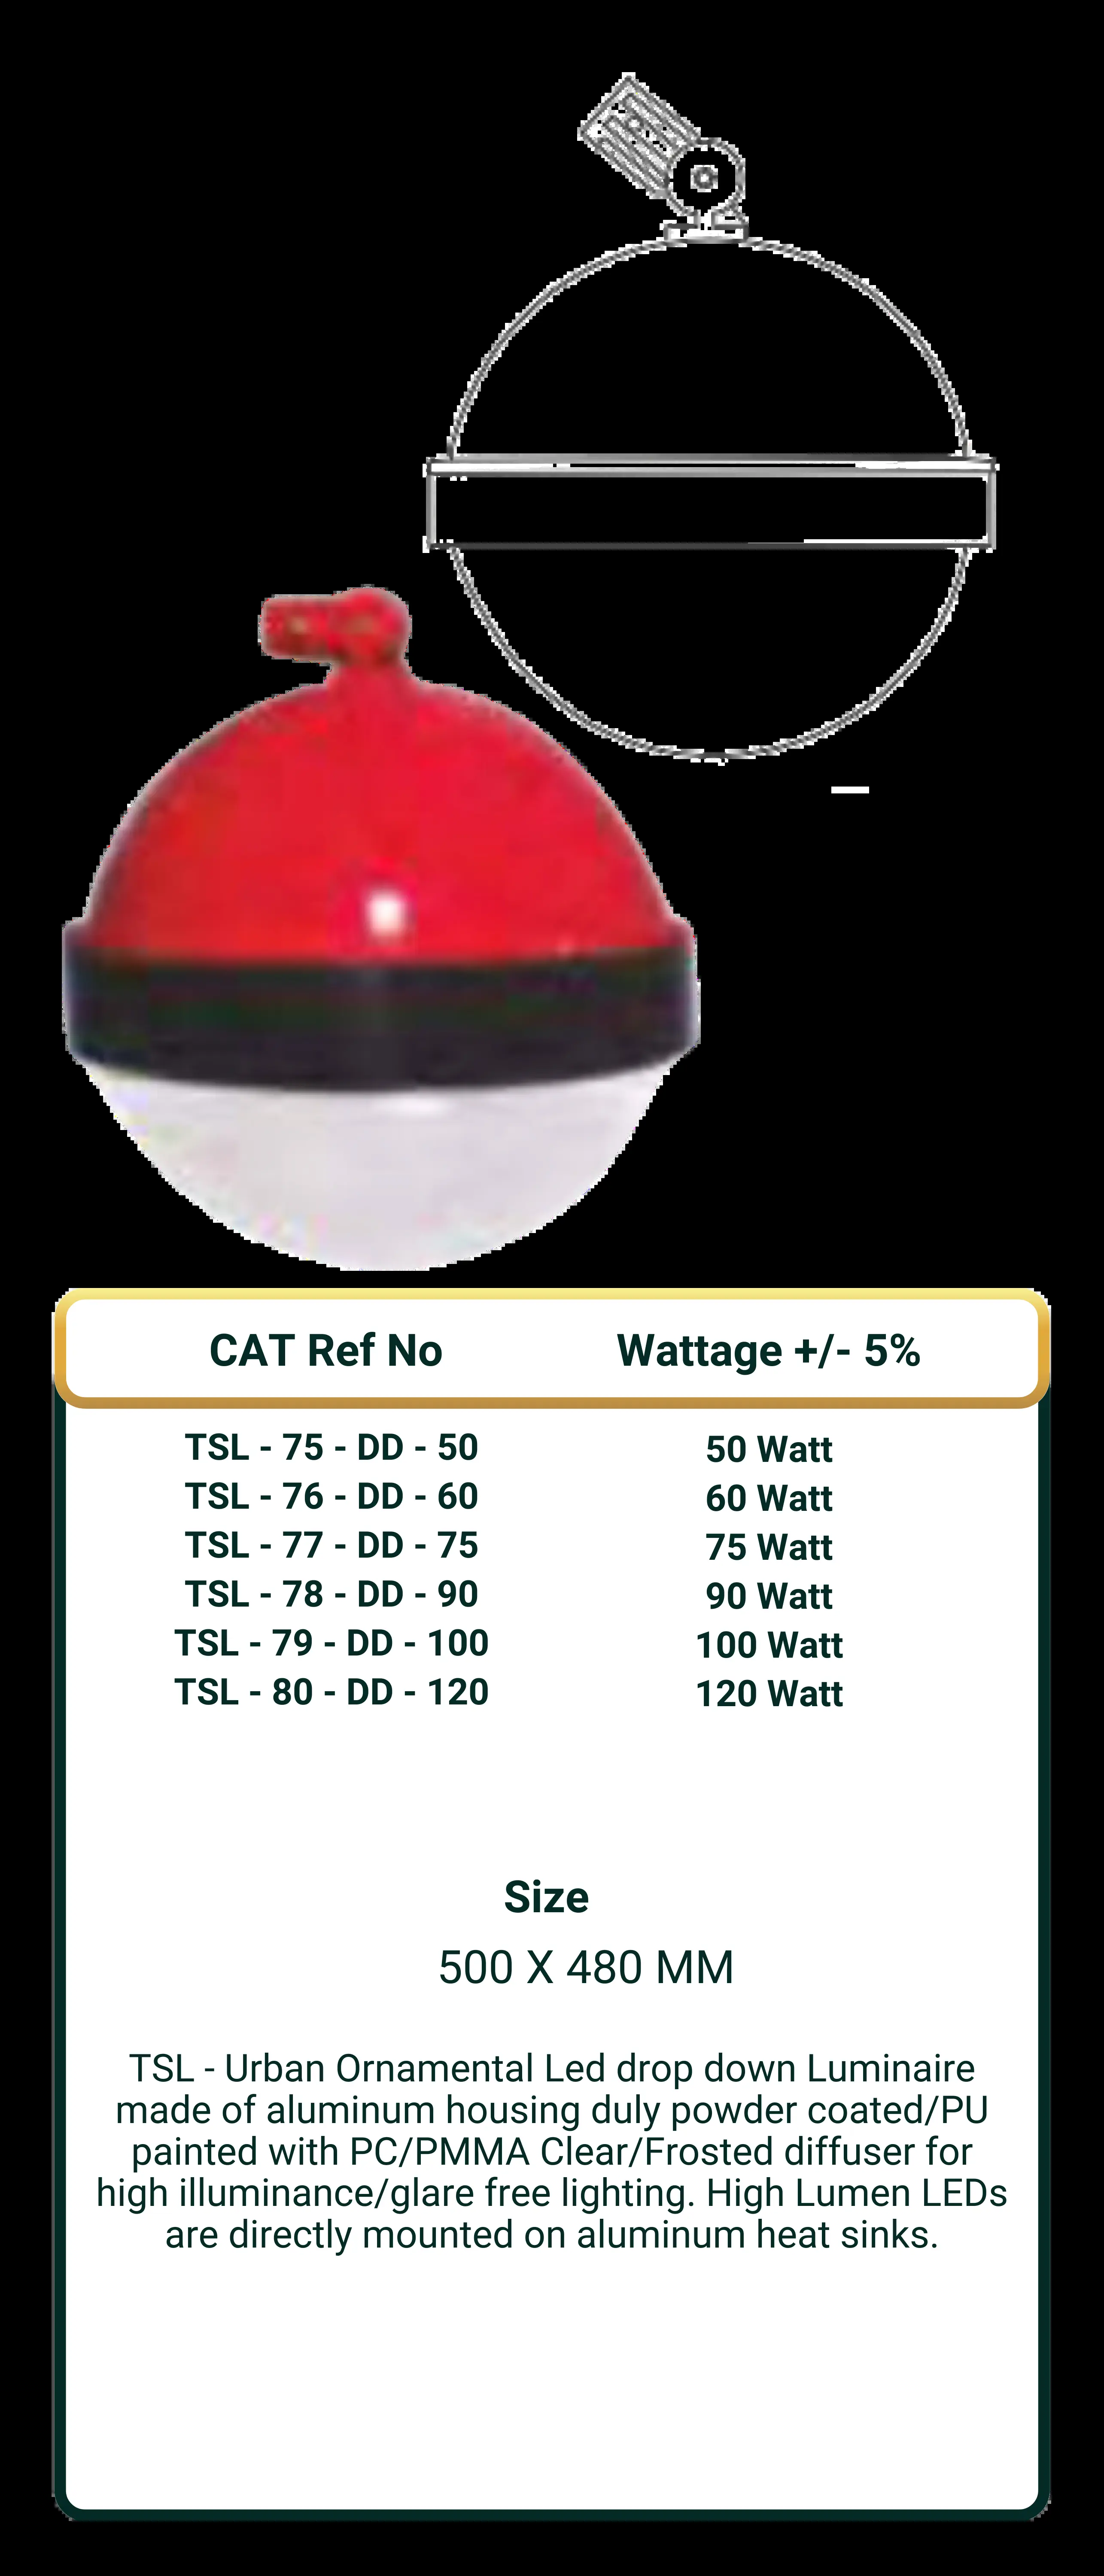 CAT Ref No Wattage +/- 5%
TSL - 75 - DD - 50 50 Watt
TSL - 76 - DD - 60 60 Watt
TSL - 77 - DD - 75 75 Watt
TSL - 78 - DD - 90 90 Watt
TSL - 79 - DD - 100 100 Watt
TSL - 80 - DD - 120 120 Watt
Size
500 X 480 MM
TSL - Urban Ornamental Led drop down Luminaire
made of aluminum housing duly powder coated/PU
painted with PC/PMMA Clear/Frosted diffuser for
high illuminance/glare free lighting. High Lumen LEDs
are directly mounted on aluminum heat sinks.